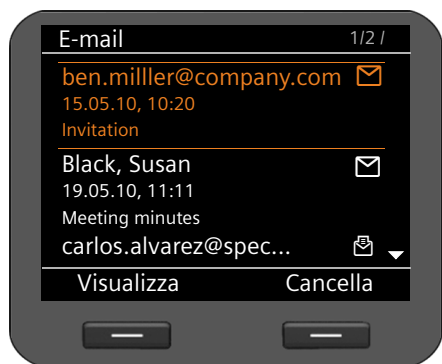 E-mail 1/2 /
ben.milller@company.com
15.05.10, 10:20
Invitation
Black, Susan
19.05.10, 11:11
Meeting minutes
carlos.alvarez@spec...
Visualizza Cancella